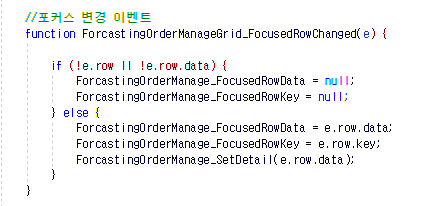 //포커스 변경 이벤트
function ForcastingOrderManageGrid_FocusedRowChanged(e) {
if (!e.row || !e.row.data) {
ForcastingOrderManage_FocusedRowData = null;
ForcastingOrderManage_FocusedRowKey = null;
} else {
ForcastingOrderManage_FocusedRowData = e.row.data;
ForcastingOrderManage_FocusedRowKey = e.row.key;
ForcastingOrderManage_SetDetail(e.row.data);
}
}